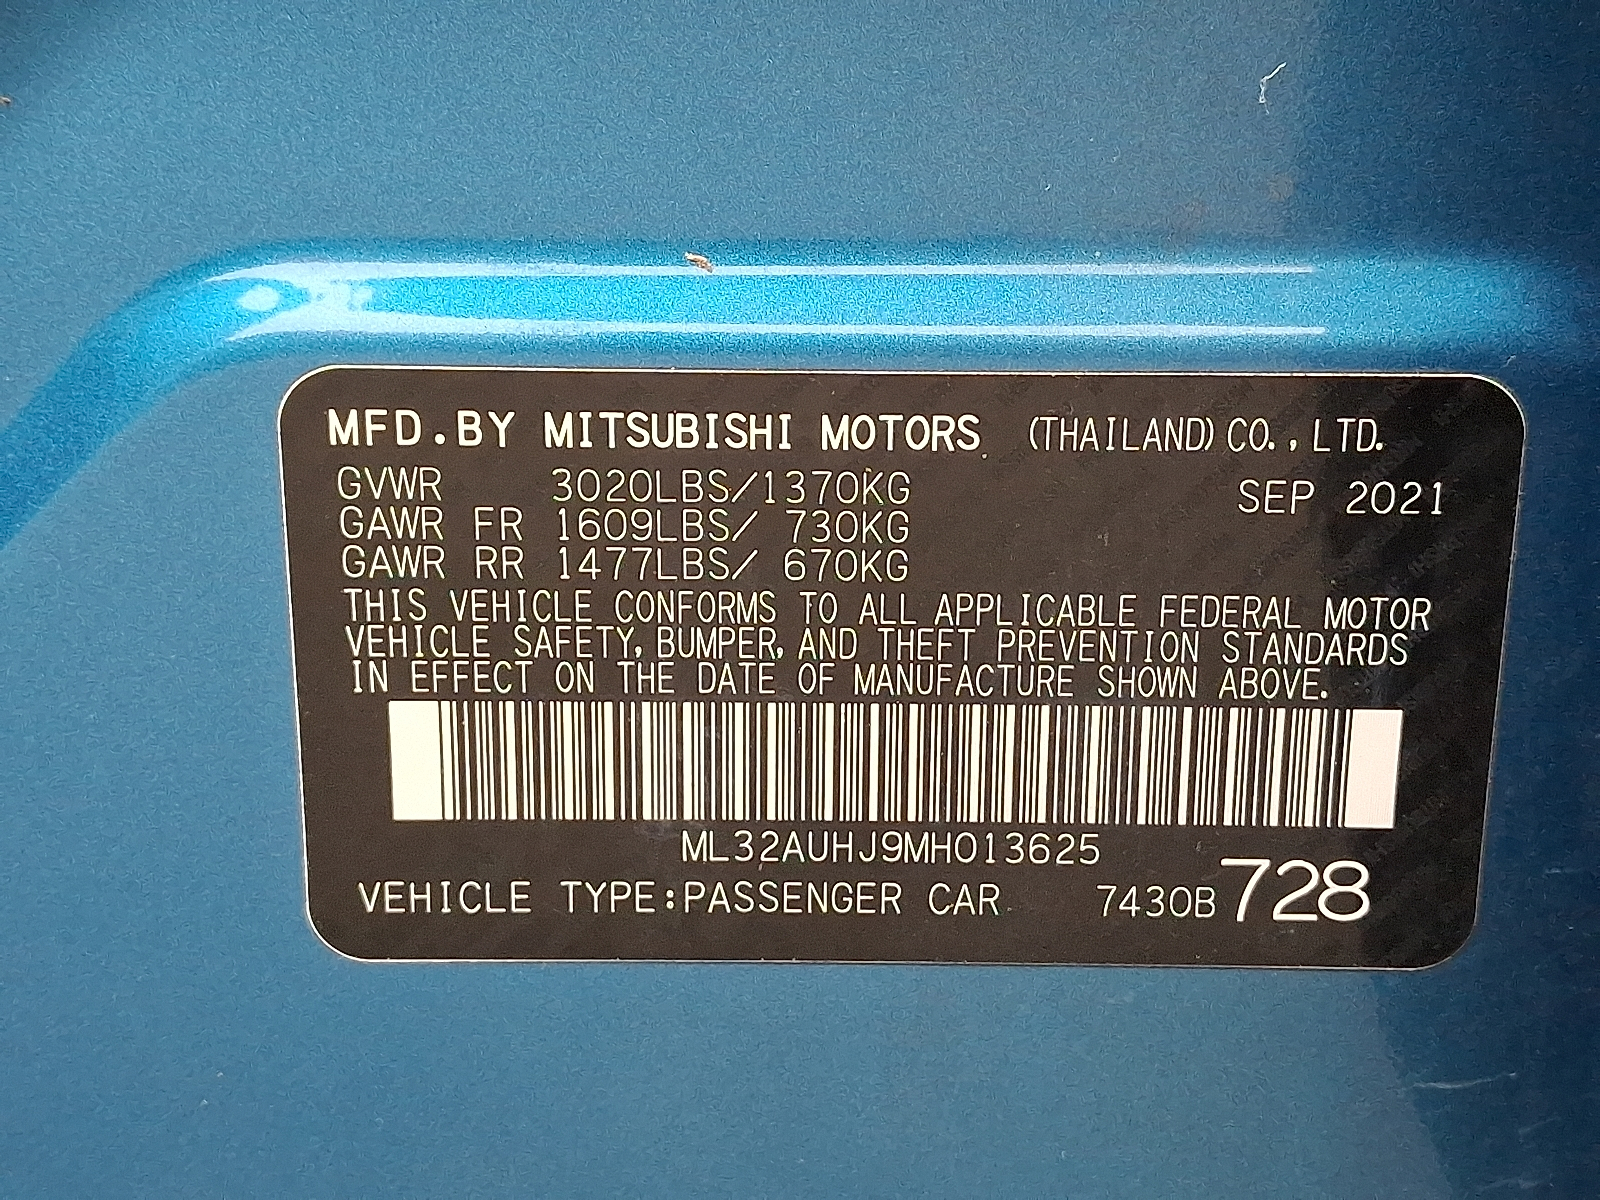 MFD.BY MITSUBISHI MOTORS (THAILAND) CO.,LTD.
GVWR 3020LBS/1370KG SEP 2021
GAWR FR 1609LBS/ 730KG
GAWR RR 1477LBS/ 670KG
THIS VEHICLE CONFORMS TO ALL APPLICABLE FEDERAL MOTOR
VEHICLE SAFETY, BUMPER, AND THEFT PREVENTION STANDARDS
IN EFFECT ON THE DATE OF MANUFACTURE SHOWN ABOVE.
ML32AUHJ9MH013625
VEHICLE TYPE:PASSENGER CAR 7430B 728